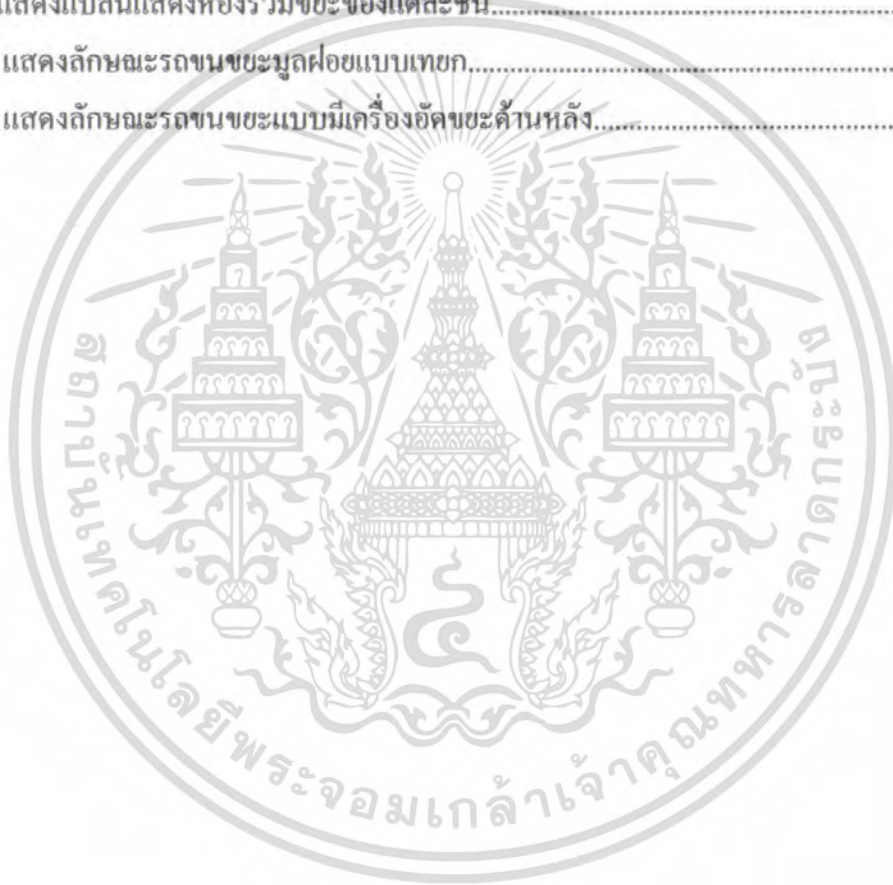 แสดงแปลนแสดงห้องรวมขยะของแต่ละชั้น
แสดงลักษณะรถขนขยะมูลฝอยแบบเทยก
แสดงลักษณะรถขนขยะแบบมีเครื่องอัดขยะด้านหลัง
๔
สถาบันเทคโนโลยีพระจอมเกล้าเจ้าคุณทหารลาดกระบัง